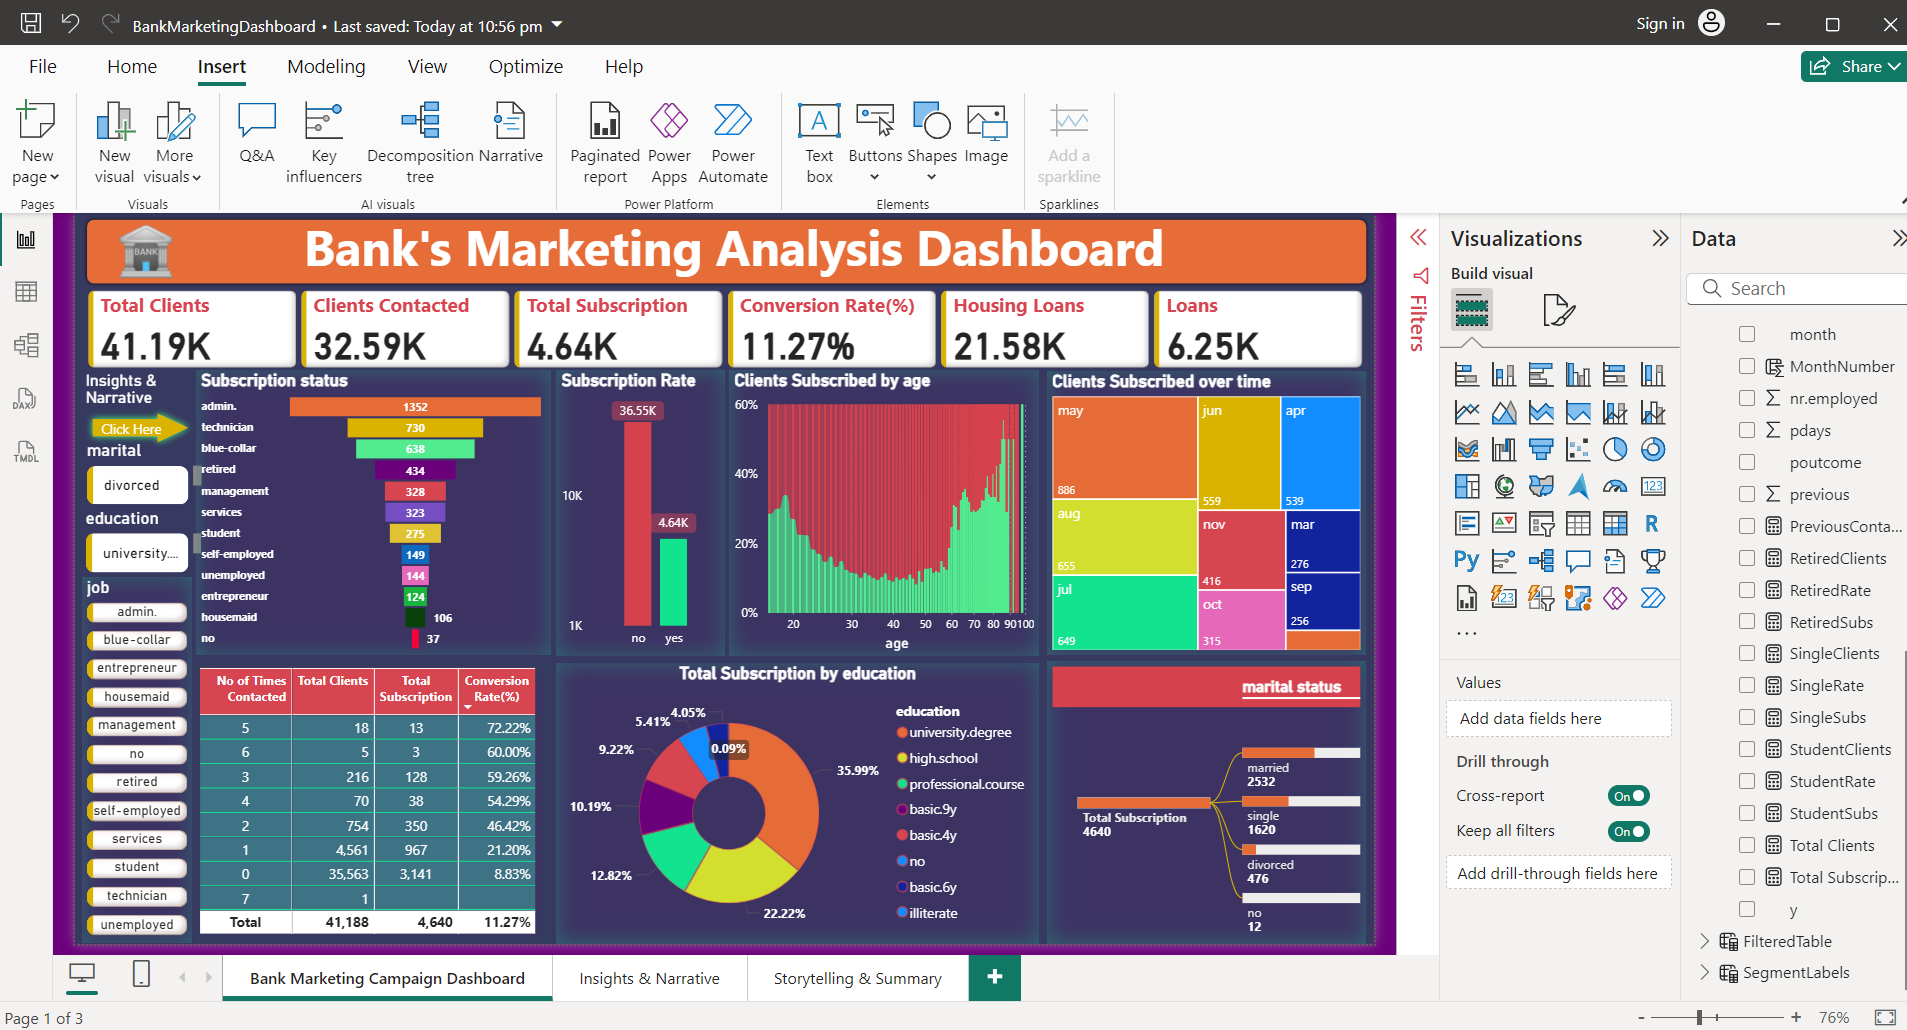 BankMarketingDashboard • Last saved: Today at 10:56 pm
Sign in
File Home Insert Modeling View Optimize Help
Share
New page
New visual
More visuals
Q&A
Key influencers
Decomposition tree
Narrative
Paginated report
Power Apps
Power Automate
Text box
Buttons
Shapes
Image
Add a sparkline
Pages
Visuals
AI visuals
Power Platform
Elements
Sparklines
DAX
TMDL
BANK
Bank's Marketing Analysis Dashboard
Total Clients
41.19K
Clients Contacted
32.59K
Total Subscription
4.64K
Conversion Rate(%)
11.27%
Housing Loans
21.58K
Loans
6.25K
Insights &
Narrative
Click Here
marital
divorced
education
university....
job
admin.
blue-collar
entrepreneur
housemaid
management
no
retired
self-employed
services
student
technician
unemployed
Subscription status
admin. 1352
technician 730
blue-collar 638
retired 434
management 328
services 323
student 275
self-employed 149
unemployed 144
entrepreneur 124
housemaid 106
no 37
Subscription Rate
36.55K
10K
4.64K
1K
no yes
Clients Subscribed by age
60%
40%
20%
0%
20 30 40 50 60 70 80 90 100
age
Clients Subscribed over time
may
886
aug
655
jul
649
jun
559
apr
539
nov
416
oct
315
mar
276
sep
256
No of Times Contacted Total Clients Total Subscription Conversion Rate(%)
5 18 13 72.22%
6 5 3 60.00%
3 216 128 59.26%
4 70 38 54.29%
2 754 350 46.42%
1 4,561 967 21.20%
0 35,563 3,141 8.83%
7 1
Total 41,188 4,640 11.27%
Total Subscription by education
4.05%
5.41%
0.09%
9.22%
35.99%
10.19%
12.82%
22.22%
education
university.degree
high.school
professional.course
basic.9y
basic.4y
no
basic.6y
illiterate
marital status
Total Subscription
4640
married
2532
single
1620
divorced
476
no
12
Filters
Visualizations
Build visual
123
R
Py
123
...
Values
Add data fields here
Drill through
Cross-report On
Keep all filters On
Add drill-through fields here
Data
Search
month
MonthNumber
nr.employed
pdays
poutcome
previous
PreviousConta...
RetiredClients
RetiredRate
RetiredSubs
SingleClients
SingleRate
SingleSubs
StudentClients
StudentRate
StudentSubs
Total Clients
Total Subscrip...
y
FilteredTable
SegmentLabels
Bank Marketing Campaign Dashboard
Insights & Narrative
Storytelling & Summary
+
Page 1 of 3
- + 76%